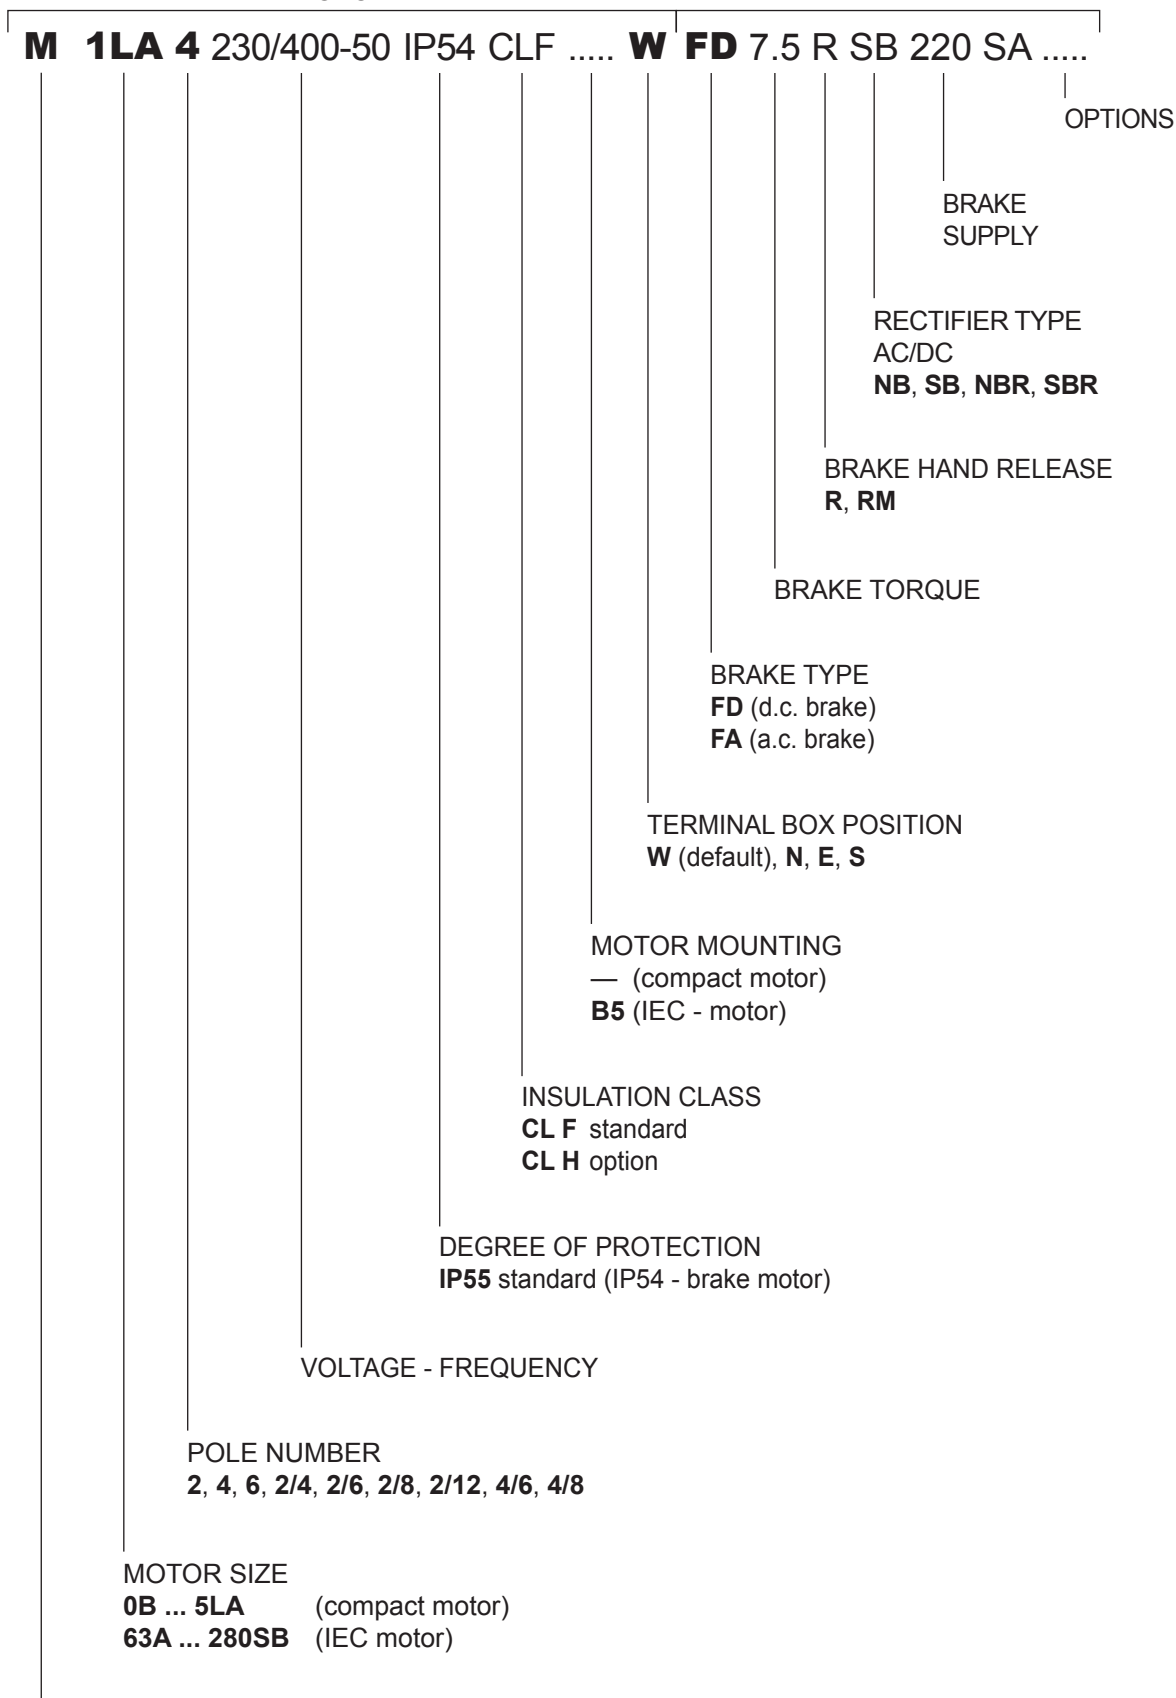 M 1LA 4 230/400-50 IP54 CLF ..... W FD 7.5 R SB 220 SA .....
OPTIONS
BRAKE
SUPPLY
RECTIFIER TYPE
AC/DC
NB, SB, NBR, SBR
BRAKE HAND RELEASE
R, RM
BRAKE TORQUE
BRAKE TYPE
FD (d.c. brake)
FA (a.c. brake)
TERMINAL BOX POSITION
W (default), N, E, S
MOTOR MOUNTING
— (compact motor)
B5 (IEC - motor)
INSULATION CLASS
CL F standard
CL H option
DEGREE OF PROTECTION
IP55 standard (IP54 - brake motor)
VOLTAGE - FREQUENCY
POLE NUMBER
2, 4, 6, 2/4, 2/6, 2/8, 2/12, 4/6, 4/8
MOTOR SIZE
0B ... 5LA (compact motor)
63A ... 280SB (IEC motor)